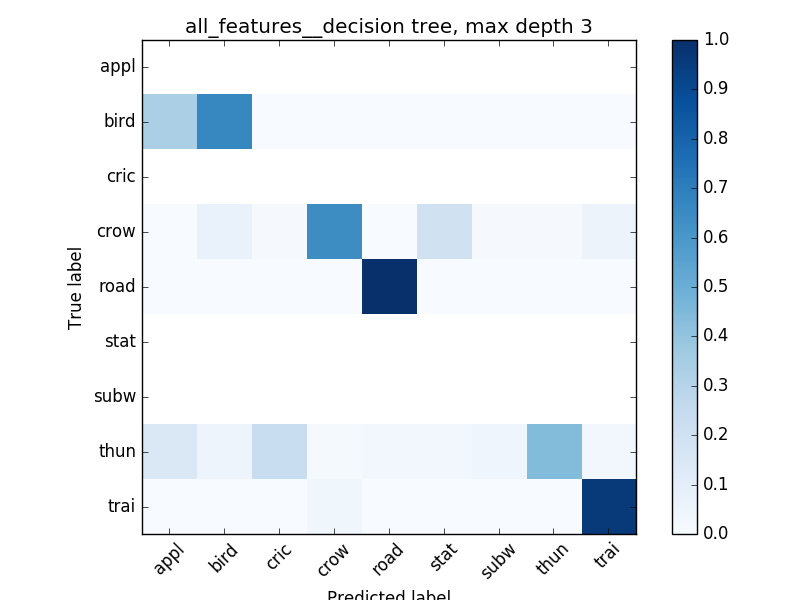 all_features__decision tree, max depth 3
True label
appl
bird
cric
crow
road
stat
subw
thun
trai
appl
bird
cric
crow
road
stat
subw
thun
trai
Predicted label
1.0
0.9
0.8
0.7
0.6
0.5
0.4
0.3
0.2
0.1
0.0